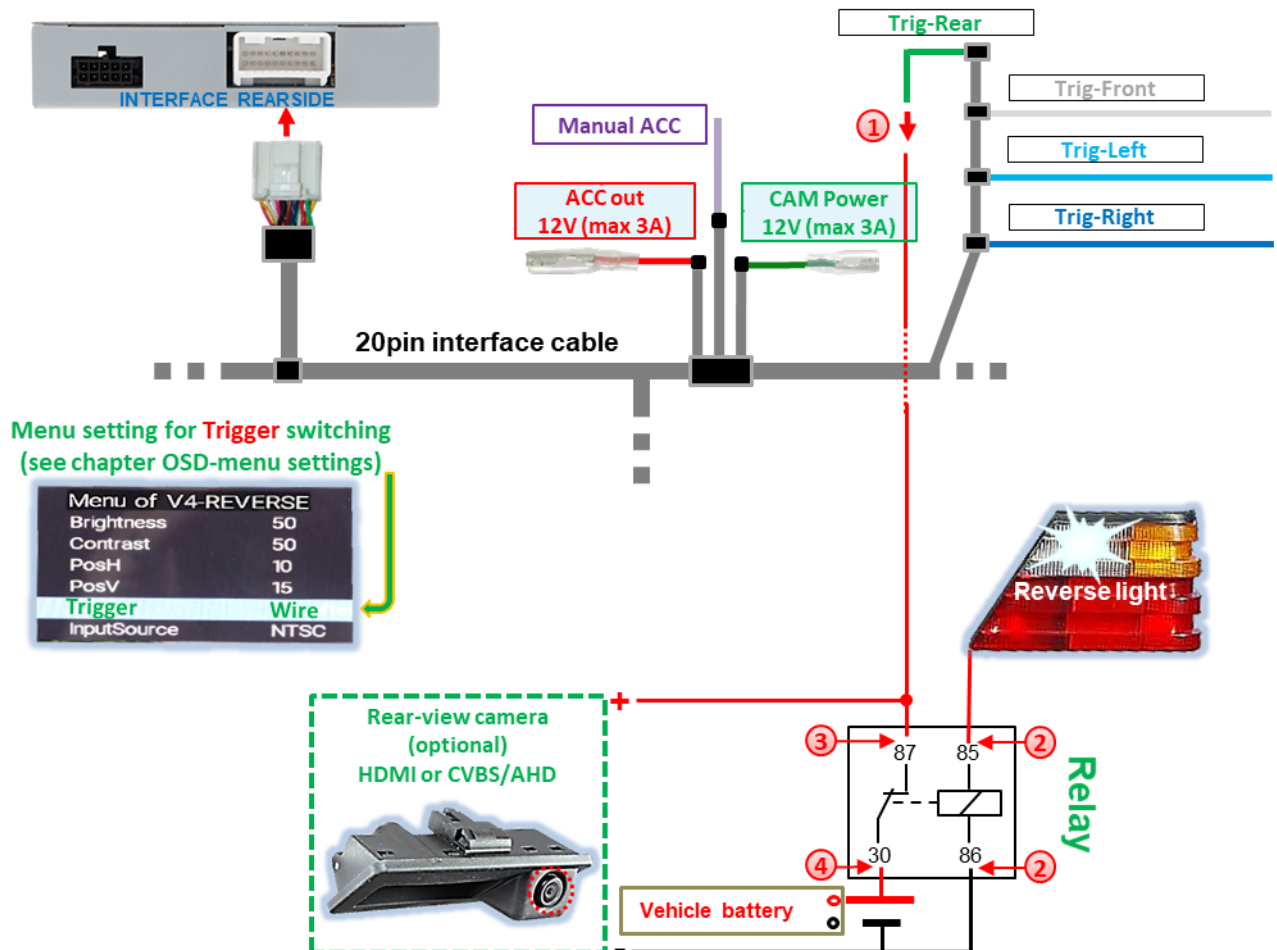 Trig-Rear
INTERFACE REARSIDE
Trig-Front
Manual ACC
1
Trig-Left
ACC out
12V (max 3A)
CAM Power
12V (max 3A)
Trig-Right
20pin interface cable
Menu setting for Trigger switching
(see chapter OSD-menu settings)
Menu of V4-REVERSE
Brightness 50
Contrast 50
PosH 10
PosV 15
Trigger Wire
InputSource NTSC
Reverse light
+
Rear-view camera
(optional)
HDMI or CVBS/AHD
3
87
85
2
Relay
4
30
86
2
Vehicle battery